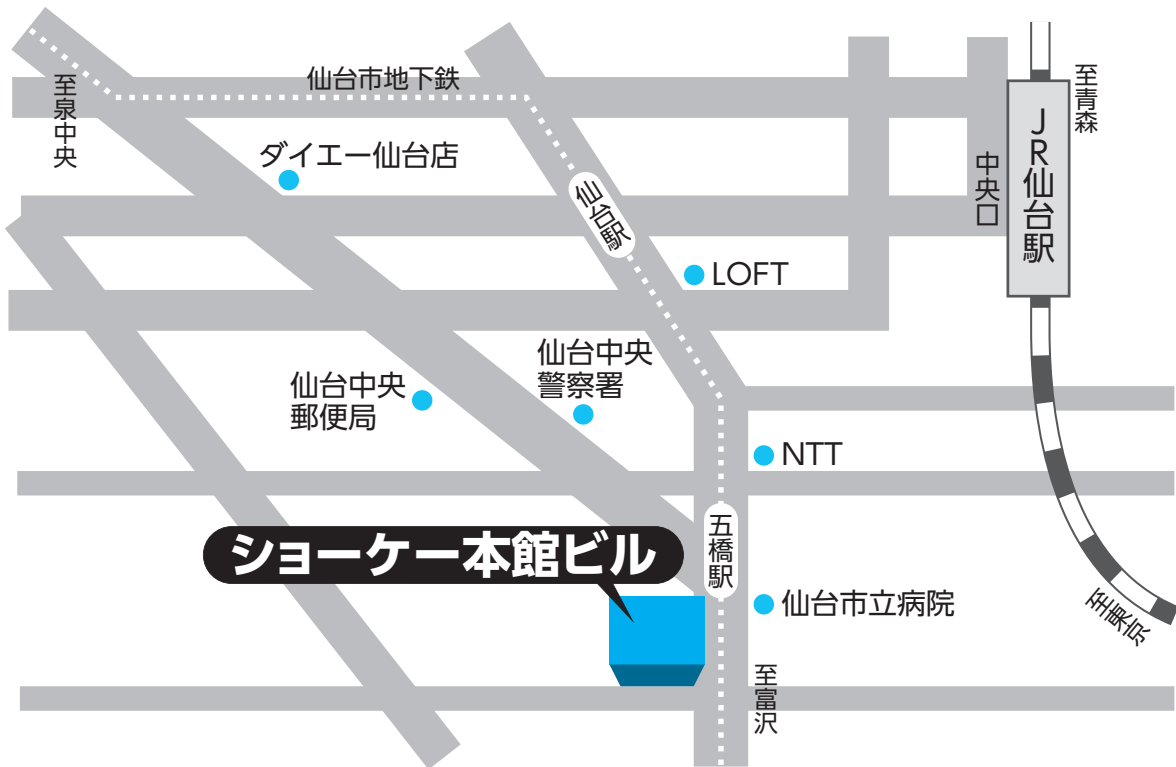 仙台市地下鉄
至泉中央
至青森
JR仙台駅
中央口
ダイエー仙台店
仙台駅
LOFT
仙台中央
警察署
仙台中央
郵便局
NTT
五橋駅
ショーケー本館ビル
仙台市立病院
至東京
至富沢